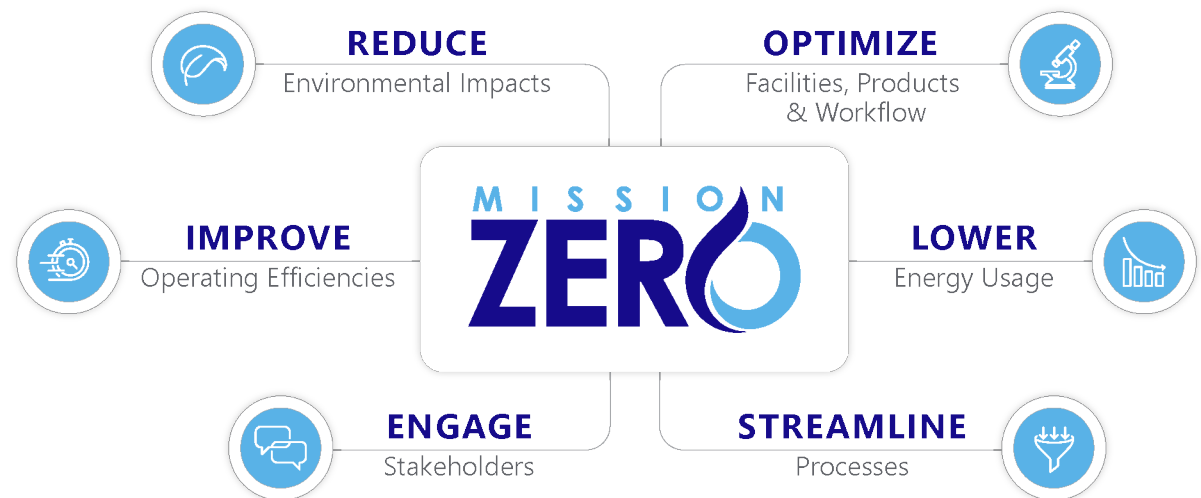 REDUCE
Environmental Impacts
OPTIMIZE
Facilities, Products
& Workflow
IMPROVE
Operating Efficiencies
MISSION
ZERO
LOWER
Energy Usage
ENGAGE
Stakeholders
STREAMLINE
Processes